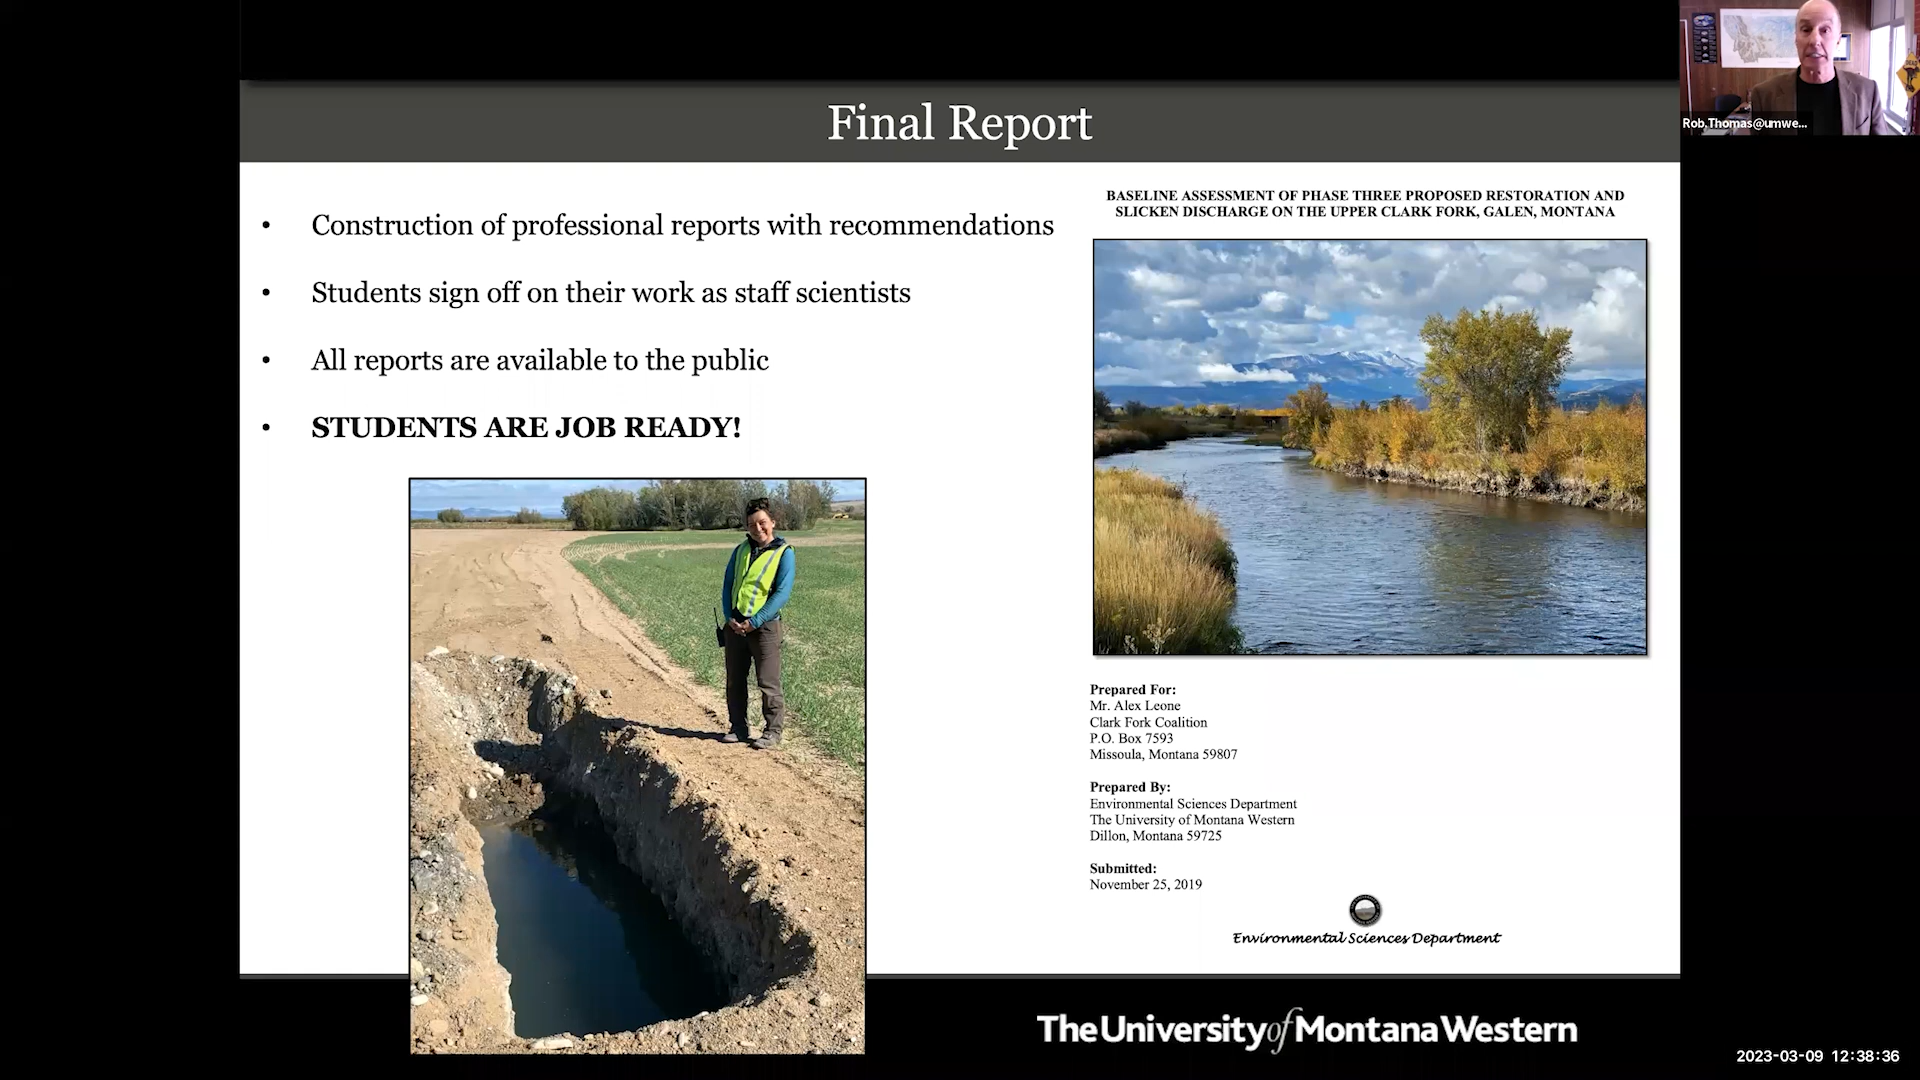 Final Report
• Construction of professional reports with recommendations
• Students sign off on their work as staff scientists
• All reports are available to the public
• STUDENTS ARE JOB READY!
BASELINE ASSESSMENT OF PHASE THREE PROPOSED RESTORATION AND
SLICKEN DISCHARGE ON THE UPPER CLARK FORK, GALEN, MONTANA
Prepared For:
Mr. Alex Leone
Clark Fork Coalition
P.O. Box 7593
Missoula, Montana 59807
Prepared By:
Environmental Sciences Department
The University of Montana Western
Dillon, Montana 59725
Submitted:
November 25, 2019
Environmental Sciences Department
The University of Montana Western
Rob.Thomas@umwe...
2023-03-09 12:38:36